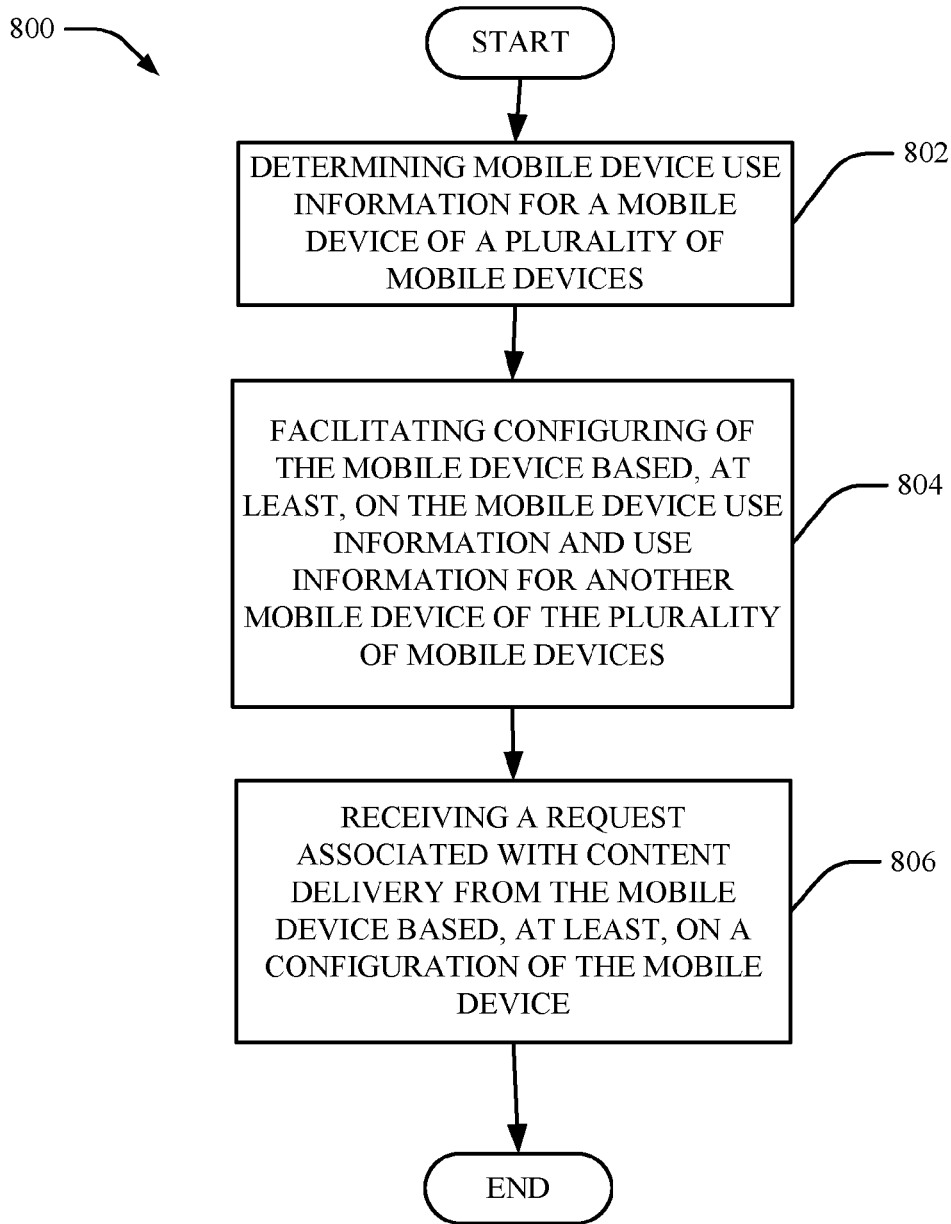 800
START
DETERMINING MOBILE DEVICE USE
INFORMATION FOR A MOBILE
DEVICE OF A PLURALITY OF
MOBILE DEVICES
802
FACILITATING CONFIGURING OF
THE MOBILE DEVICE BASED, AT
LEAST, ON THE MOBILE DEVICE USE
INFORMATION AND USE
INFORMATION FOR ANOTHER
MOBILE DEVICE OF THE PLURALITY
OF MOBILE DEVICES
804
RECEIVING A REQUEST
ASSOCIATED WITH CONTENT
DELIVERY FROM THE MOBILE
DEVICE BASED, AT LEAST, ON A
CONFIGURATION OF THE MOBILE
DEVICE
806
END